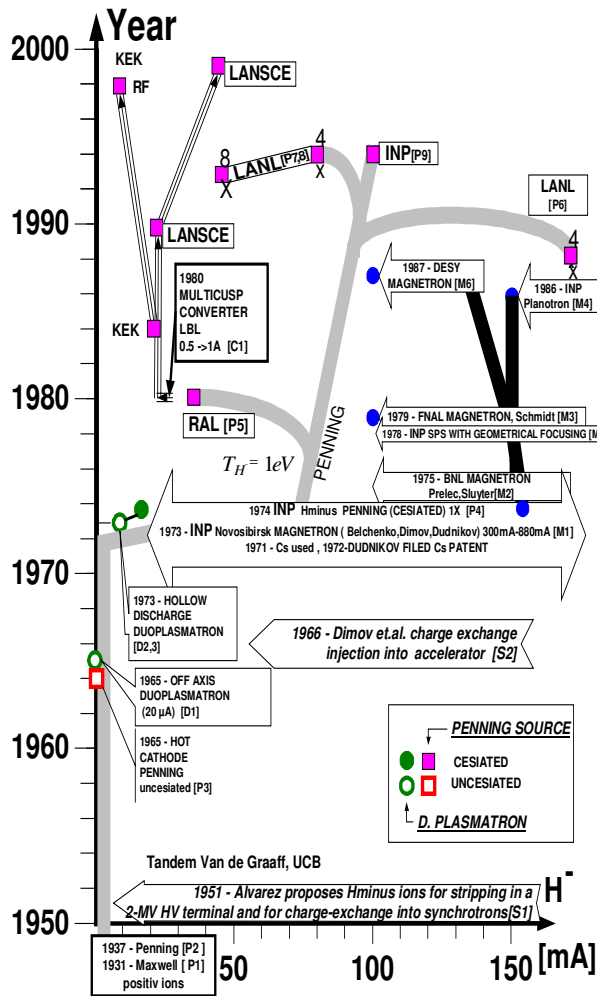 Year
2000
KEK
RF
LANSCE
8
X
LANL[P7,8]
4
X
INP[P9]
LANL
[P6]
4
X
1990
LANSCE
1987 - DESY
MAGNETRON [M6]
1986 - INP
Planotron [M4]
1980
MULTICUSP
CONVERTER
LBL
0.5 ->1A [C1]
KEK
1980
RAL [P5]
PENNING
1979 - FNAL MAGNETRON, Schmidt [M3]
1978 - INP SPS WITH GEOMETRICAL FOCUSING [M
T_H = 1eV
1975 - BNL MAGNETRON
Prelec,Sluyter[M2]
1974 INP Hminus PENNING (CESIATED) 1X [P4]
1973 - INP Novosibirsk MAGNETRON ( Belchenko,Dimov,Dudnikov) 300mA-880mA [M1]
1971 - Cs used , 1972-DUDNIKOV FILED Cs PATENT
1970
1973 - HOLLOW
DISCHARGE
DUOPLASMATRON
[D2,3]
1966 - Dimov et.al. charge exchange
injection into accelerator [S2]
1965 - OFF AXIS
DUOPLASMATRON
(20 µA) [D1]
1965 - HOT
CATHODE
PENNING
uncesiated [P3]
1960
PENNING SOURCE
CESIATED
UNCESIATED
D. PLASMATRON
Tandem Van de Graaff, UCB
1951 - Alvarez proposes Hminus ions for stripping in a
2-MV HV terminal and for charge-exchange into synchrotrons[S1]
H-
1950
1937 - Penning [P2 ]
1931 - Maxwell [ P1]
positiv ions
50
100
150
[mA]